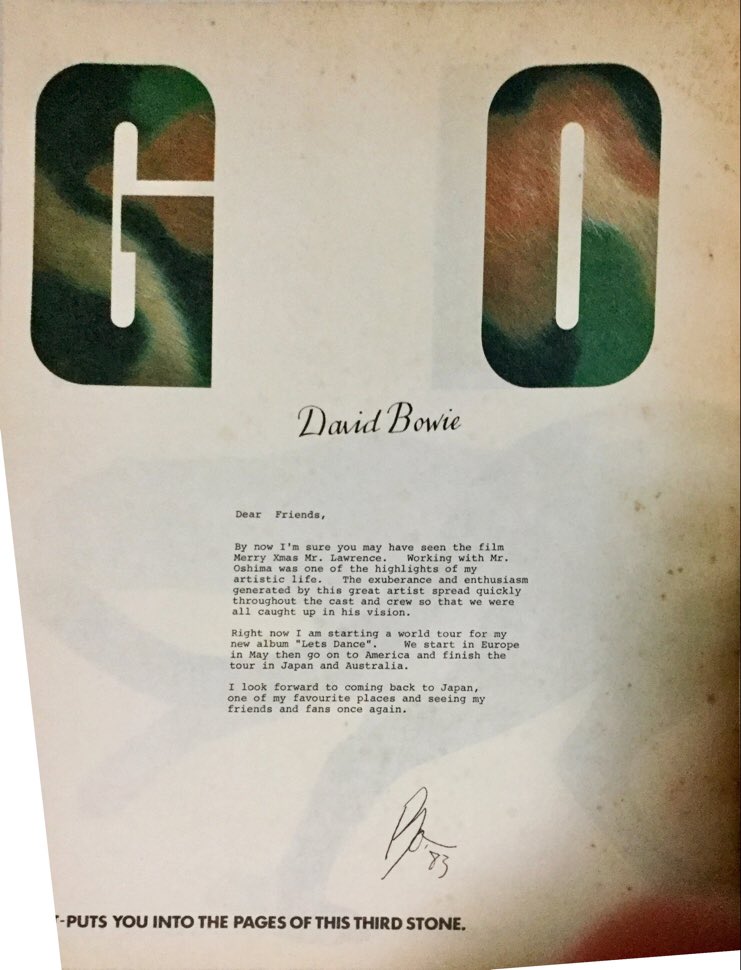 GO
David Bowie
Dear Friends,
By now I'm sure you may have seen the film
Merry Xmas Mr. Lawrence. Working with Mr.
Oshima was one of the highlights of my
artistic life. The exuberance and enthusiasm
generated by this great artist spread quickly
throughout the cast and crew so that we were
all caught up in his vision.
Right now I am starting a world tour for my
new album "Lets Dance". We start in Europe
in May then go on to America and finish the
tour in Japan and Australia.
I look forward to coming back to Japan,
one of my favourite places and seeing my
friends and fans once again.
'83
-PUTS YOU INTO THE PAGES OF THIS THIRD STONE.